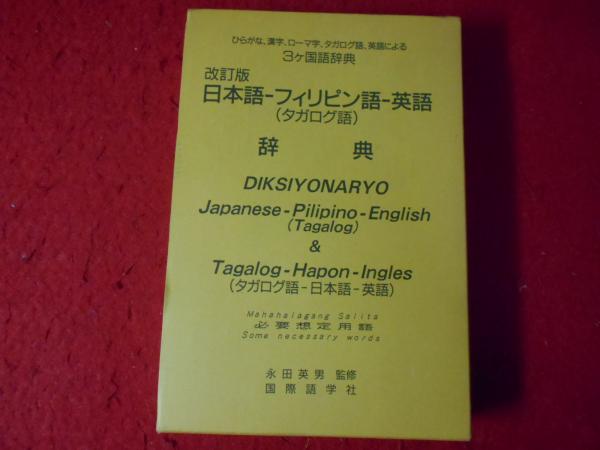 ひらがな、漢字、ローマ字、タガログ語、英語による
3ヶ国語辞典
改訂版
日本語-フィリピン語-英語
(タガログ語)
辞 典
DIKSIYONARYO
Japanese-Pilipino-English
(Tagalog)
&
Tagalog-Hapon-Ingles
(タガログ語-日本語-英語)
Mahahalagang Salita
必要想定用語
Some necessary words
永田英男 監修
国際語学社